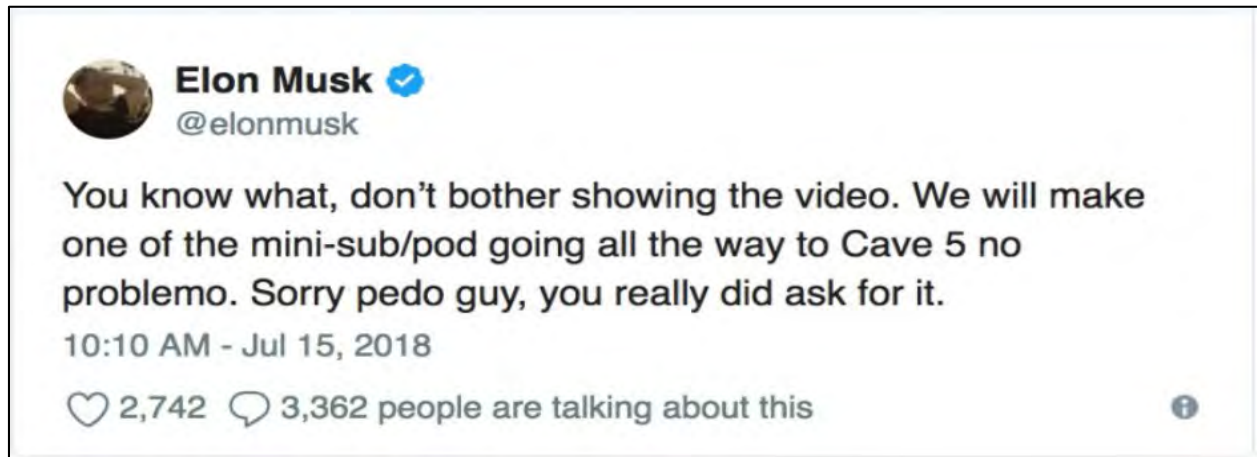 Elon Musk
@elonmusk
You know what, don’t bother showing the video. We will make
one of the mini-sub/pod going all the way to Cave 5 no
problemo. Sorry pedo guy, you really did ask for it.
10:10 AM - Jul 15, 2018
2,742 3,362 people are talking about this